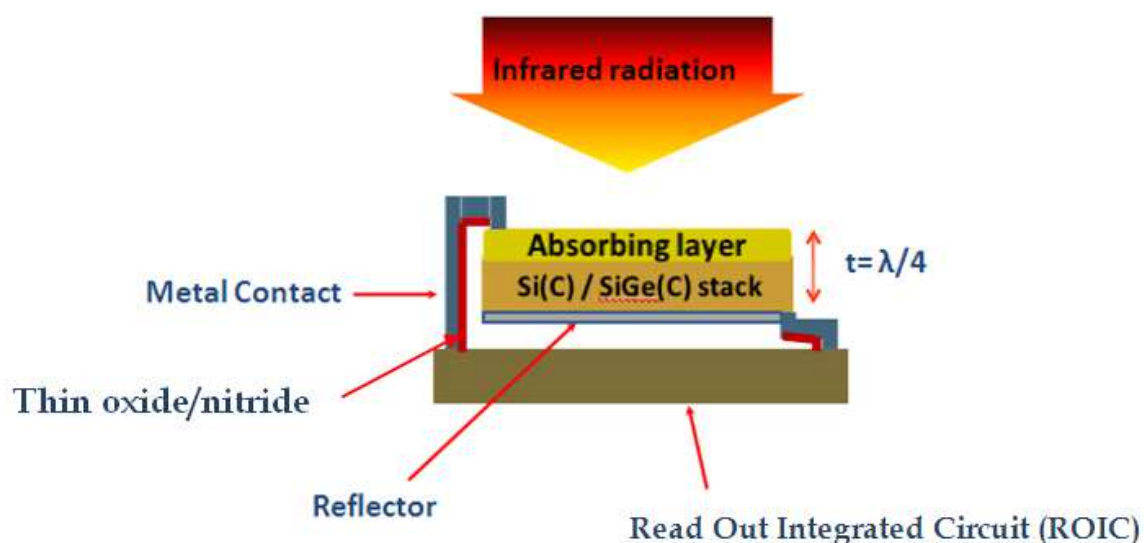 Infrared radiation
Absorbing layer
t= λ/4
Si(C) / SiGe(C) stack
Metal Contact
Thin oxide/nitride
Reflector
Read Out Integrated Circuit (ROIC)